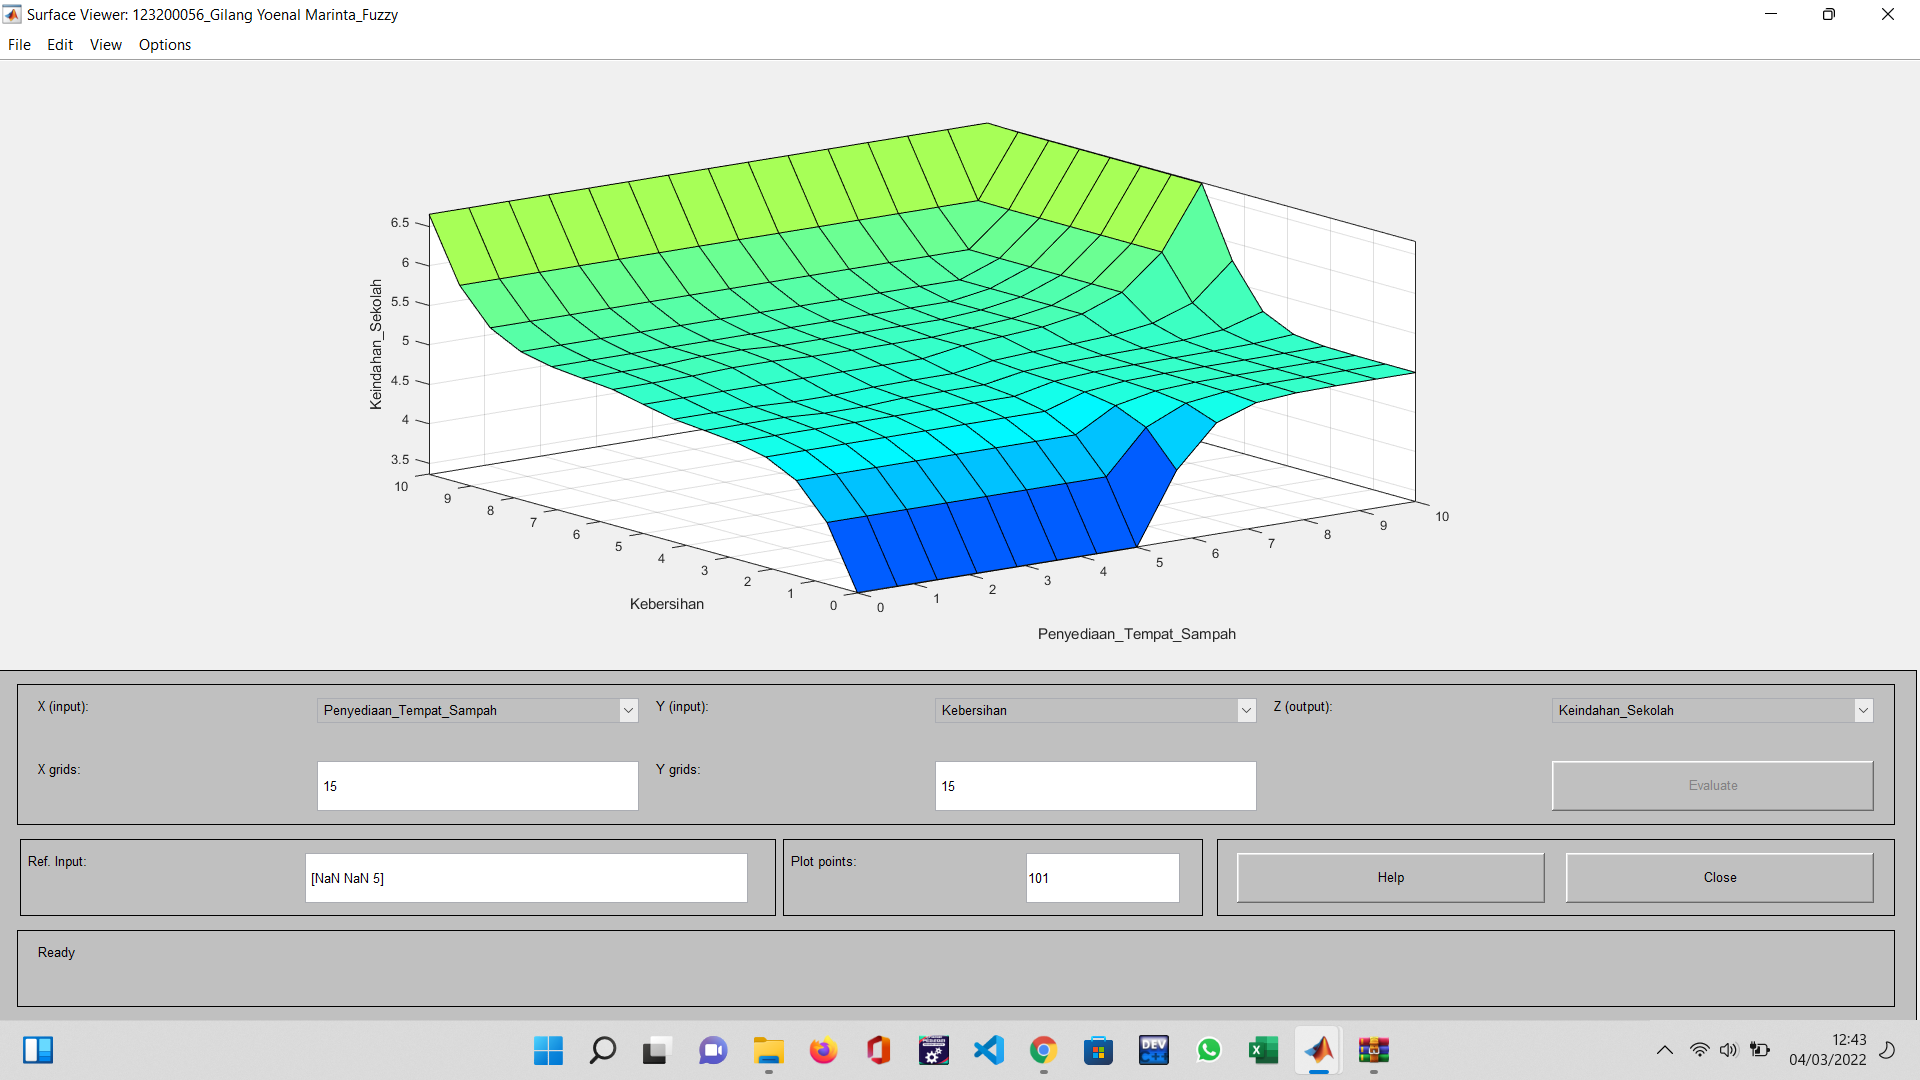 Surface Viewer: 123200056_Gilang Yoenal Marinta_Fuzzy
File Edit View Options
6.5
6
5.5
5
4.5
4
3.5
Keindahan_Sekolah
10
9
8
7
6
5
4
3
2
1
0
Kebersihan
0
1
2
3
4
5
6
7
8
9
10
Penyediaan_Tempat_Sampah
X (input): Penyediaan_Tempat_Sampah Y (input): Kebersihan Z (output): Keindahan_Sekolah
X grids: 15 Y grids: 15 Evaluate
Ref. Input: [NaN NaN 5] Plot points: 101 Help Close
Ready
DEV
C++
12:43
04/03/2022